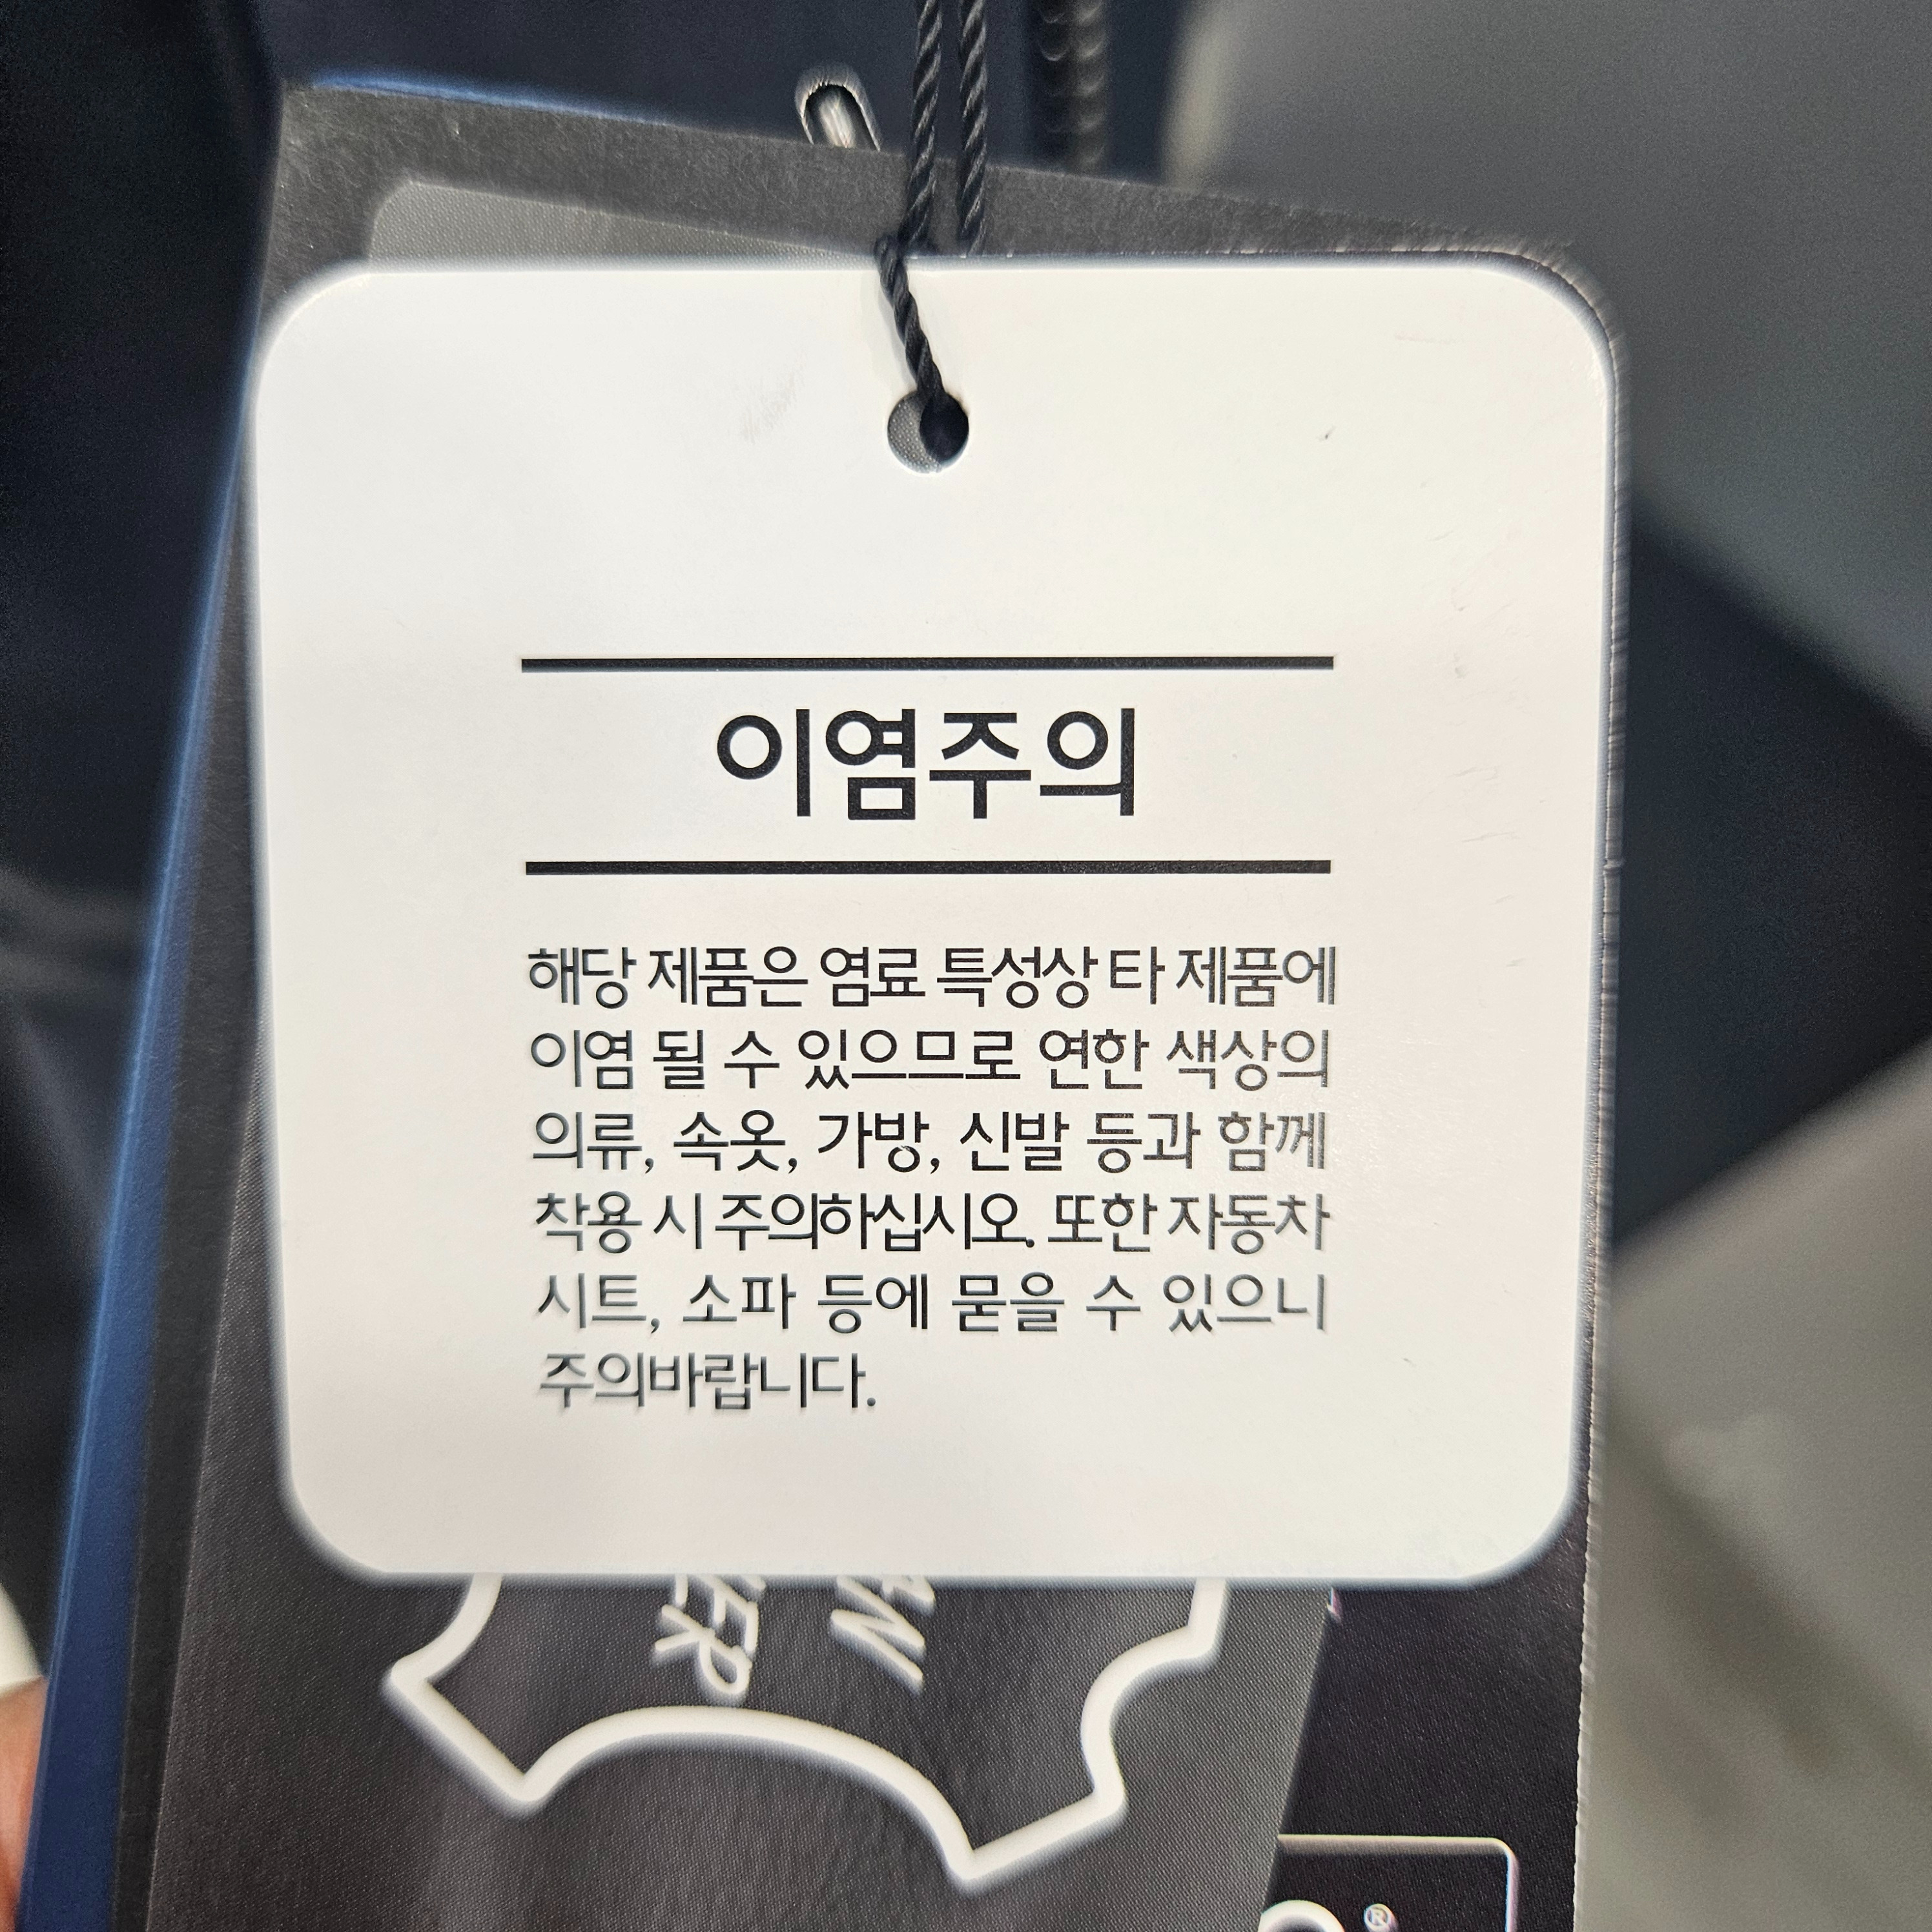 이염주의
해당 제품은 염료 특성상 타 제품에
이염 될 수 있으므로 연한 색상의
의류, 속옷, 가방, 신발 등과 함께
착용 시 주의하십시오. 또한 자동차
시트, 소파 등에 묻을 수 있으니
주의바랍니다.
®